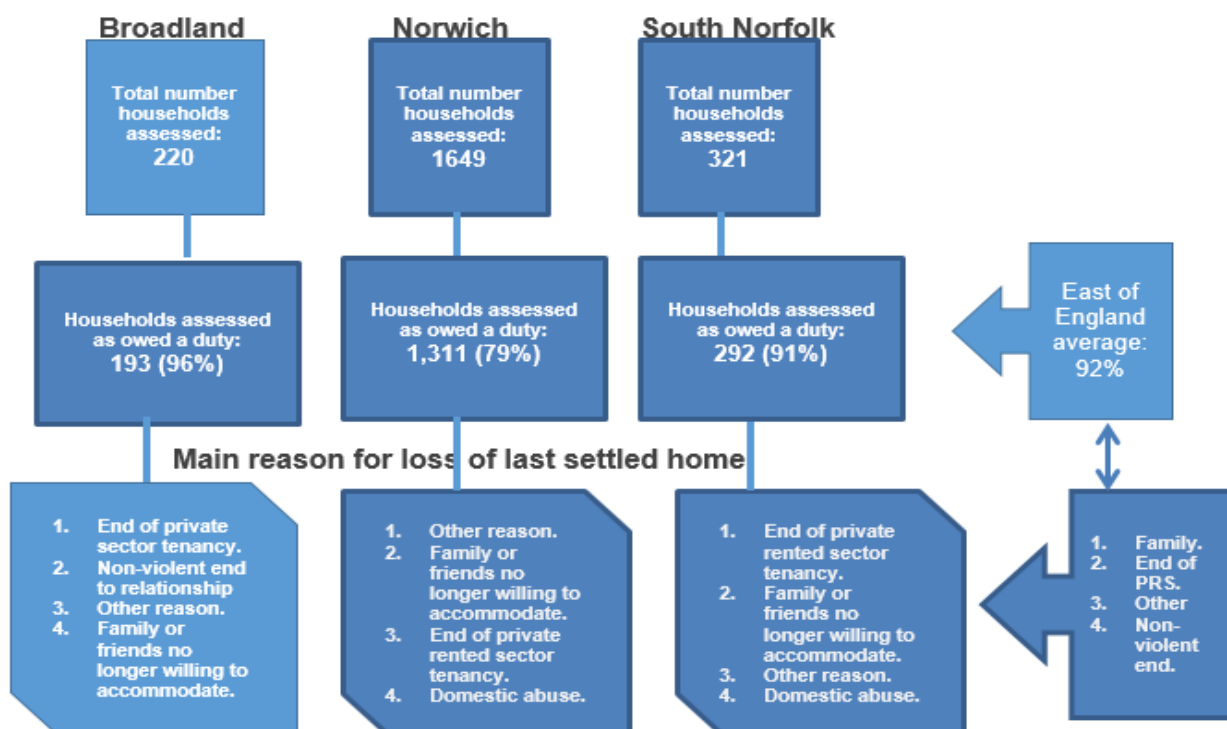 Broadland
Total number
households
assessed:
220
Households assessed
as owed a duty:
193 (96%)
Norwich
Total number
households
assessed:
1649
Households assessed
as owed a duty:
1,311 (79%)
South Norfolk
Total number
households
assessed:
321
Households assessed
as owed a duty:
292 (91%)
East of
England
average:
92%
Main reason for loss of last settled home
1. End of private
sector tenancy.
2. Non-violent end
to relationship
3. Other reason.
4. Family or
friends no
longer willing to
accommodate.
1. Other reason.
2. Family or
friends no
longer willing to
accommodate.
3. End of private
rented sector
tenancy.
4. Domestic abuse.
1. End of private
rented sector
tenancy.
2. Family or
friends no
longer willing to
accommodate.
3. Other reason.
4. Domestic abuse.
1. Family.
2. End of
PRS.
3. Other
4. Non-
violent
end.